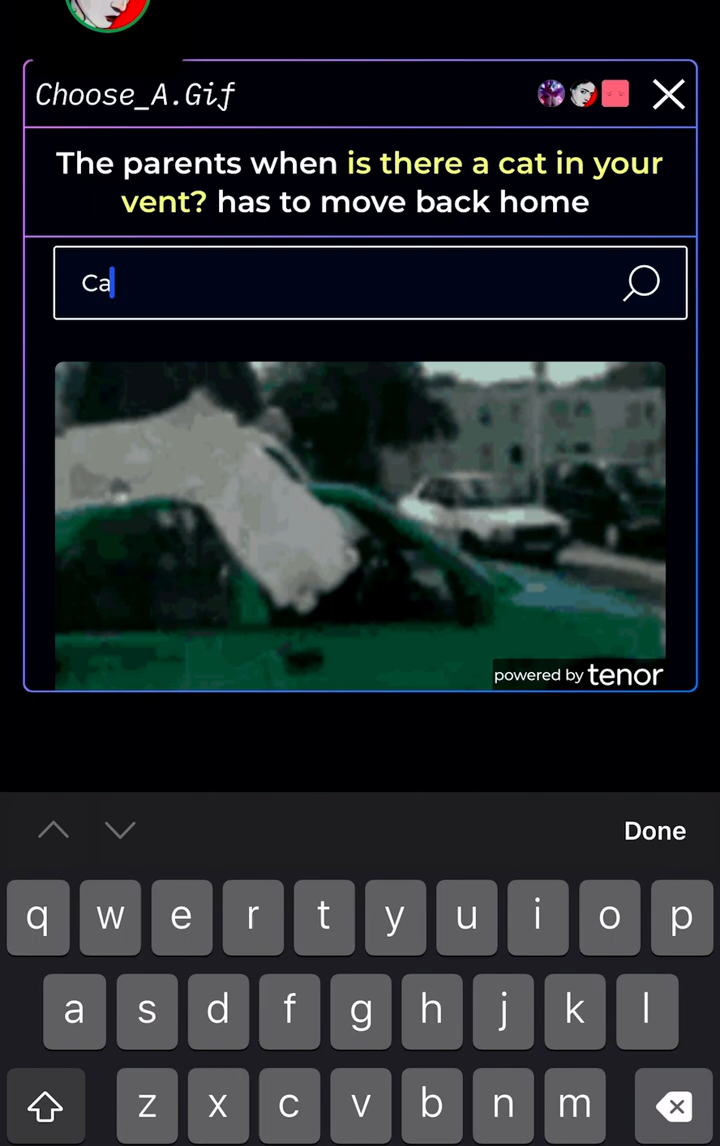 Choose_A.Gif
The parents when is there a cat in your
vent? has to move back home
Ca
powered by tenor
Done
q w e r t y u i o p
a s d f g h j k l
z x c v b n m